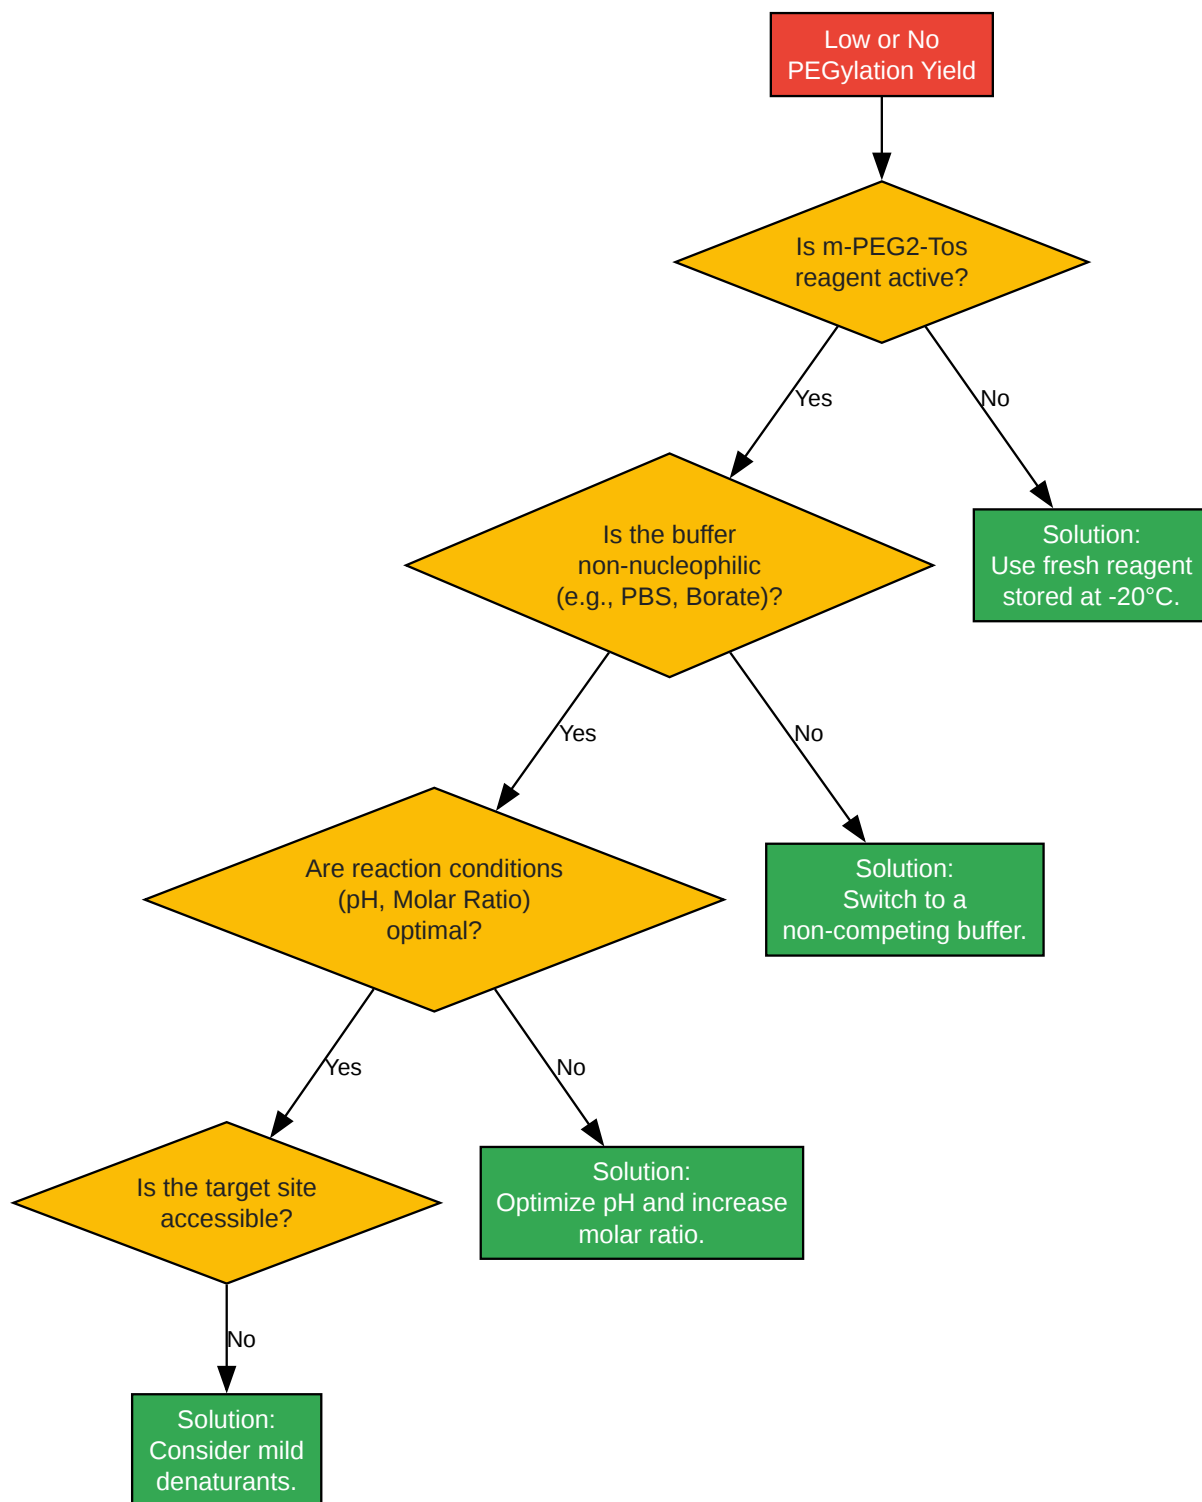 Low or No
PEGylation Yield
Is m-PEG2-Tos
reagent active?
Yes
No
Is the buffer
non-nucleophilic
(e.g., PBS, Borate)?
Solution:
Use fresh reagent
stored at -20°C.
Yes
No
Are reaction conditions
(pH, Molar Ratio)
optimal?
Solution:
Switch to a
non-competing buffer.
Yes
No
Is the target site
accessible?
Solution:
Optimize pH and increase
molar ratio.
No
Solution:
Consider mild
denaturants.